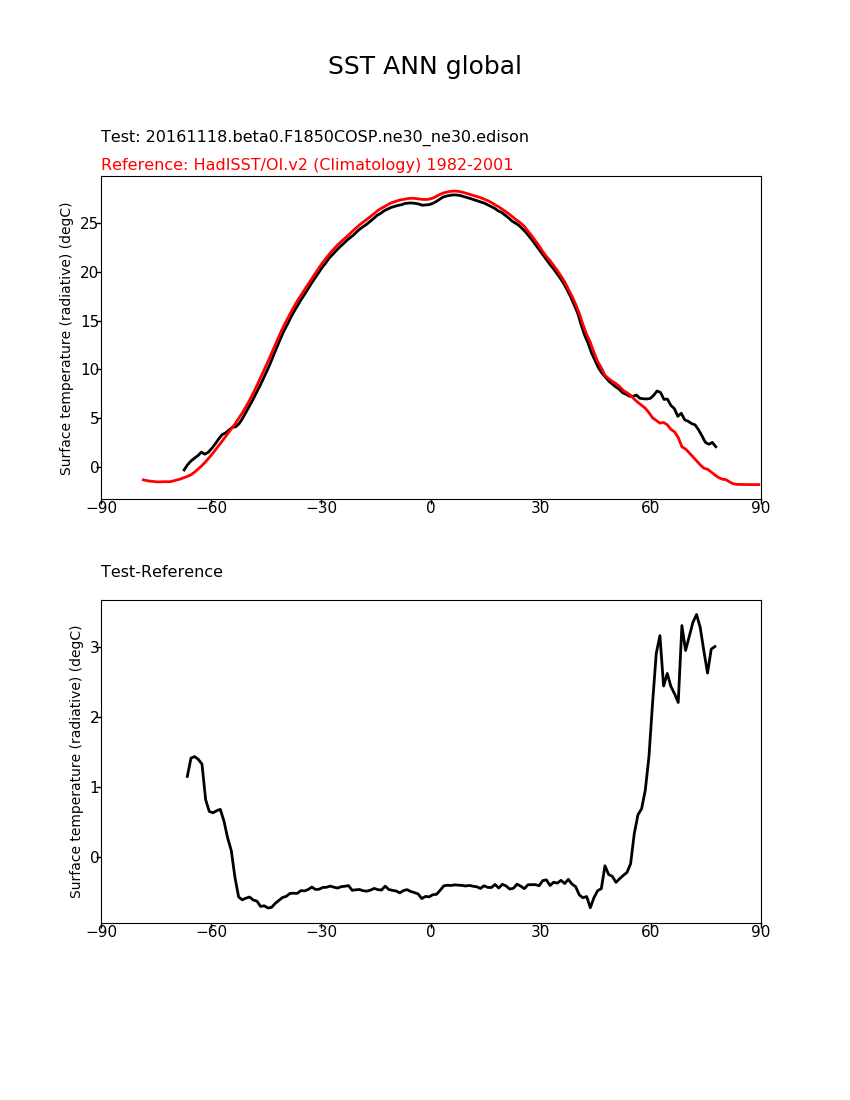 SST ANN global
Test: 20161118.beta0.F1850COSP.ne30_ne30.edison
Reference: HadISST/OI.v2 (Climatology) 1982-2001
Surface temperature (radiative) (degC)
25
20
15
10
5
0
−90 −60 −30 0 30 60 90
Test-Reference
Surface temperature (radiative) (degC)
3
2
1
0
−90 −60 −30 0 30 60 90